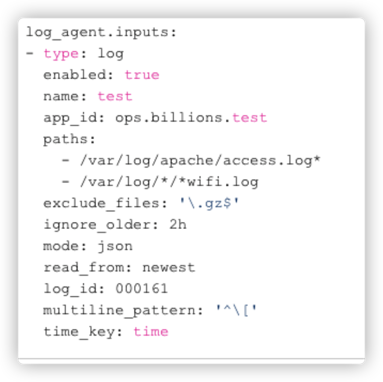 log_agent.inputs:
- type: log
  enabled: true
  name: test
  app_id: ops.billions.test
  paths:
    - /var/log/apache/access.log*
    - /var/log/*/*wifi.log
  exclude_files: '\.gz$'
  ignore_older: 2h
  mode: json
  read_from: newest
  log_id: 000161
  multiline_pattern: '^\['
  time_key: time